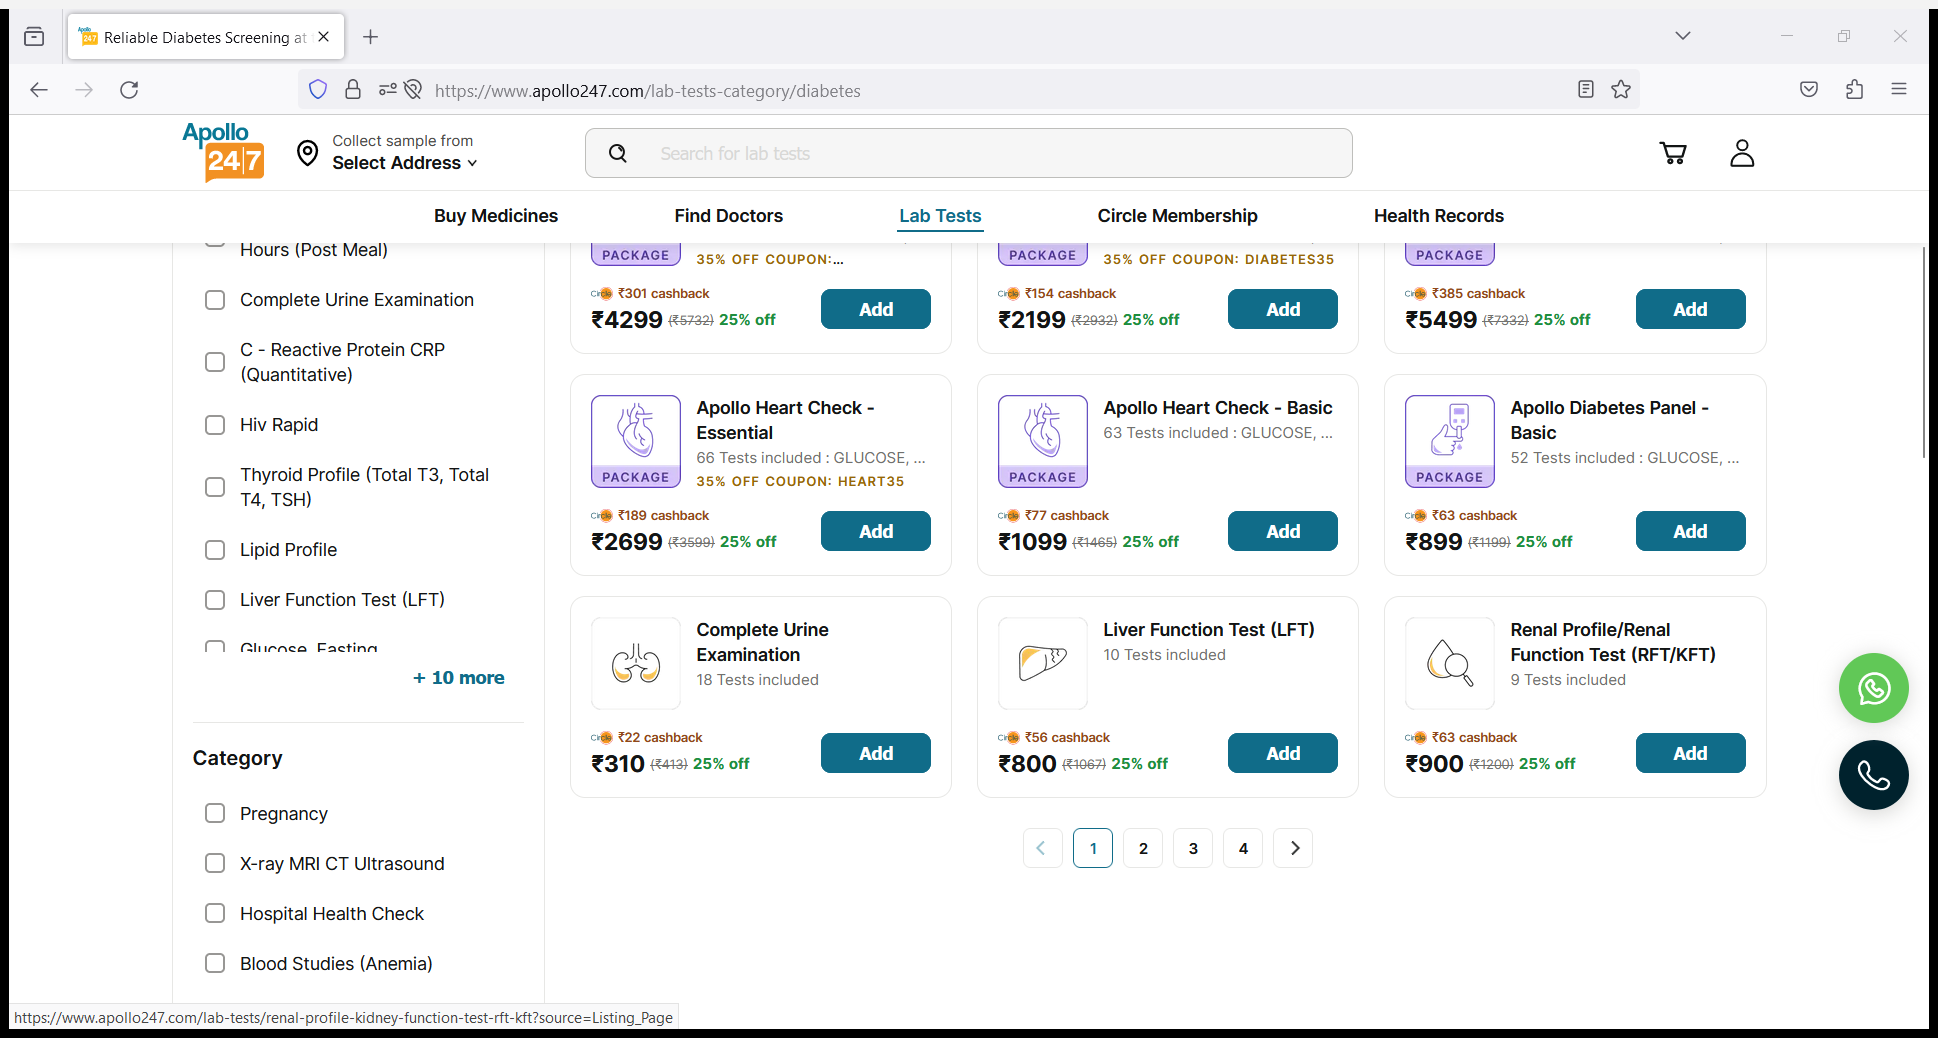 Apollo
247
Reliable Diabetes Screening at
https://www.apollo247.com/lab-tests-category/diabetes
Apollo
24|7
Collect sample from
Select Address
Search for lab tests
Buy Medicines
Find Doctors
Lab Tests
Circle Membership
Health Records
Hours (Post Meal)
Complete Urine Examination
C - Reactive Protein CRP
(Quantitative)
Hiv Rapid
Thyroid Profile (Total T3, Total
T4, TSH)
Lipid Profile
Liver Function Test (LFT)
Glucose, Fasting
+ 10 more
Category
Pregnancy
X-ray MRI CT Ultrasound
Hospital Health Check
Blood Studies (Anemia)
PACKAGE
35% OFF COUPON:...
Circle ₹301 cashback
₹4299 (₹5732) 25% off
Add
PACKAGE
35% OFF COUPON: DIABETES35
Circle ₹154 cashback
₹2199 (₹2932) 25% off
Add
PACKAGE
Circle ₹385 cashback
₹5499 (₹7332) 25% off
Add
Apollo Heart Check -
Essential
66 Tests included : GLUCOSE, ...
PACKAGE
35% OFF COUPON: HEART35
Circle ₹189 cashback
₹2699 (₹3599) 25% off
Add
Apollo Heart Check - Basic
63 Tests included : GLUCOSE, ...
PACKAGE
Circle ₹77 cashback
₹1099 (₹1465) 25% off
Add
Apollo Diabetes Panel -
Basic
52 Tests included : GLUCOSE, ...
PACKAGE
Circle ₹63 cashback
₹899 (₹1199) 25% off
Add
Complete Urine
Examination
18 Tests included
Circle ₹22 cashback
₹310 (₹413) 25% off
Add
Liver Function Test (LFT)
10 Tests included
Circle ₹56 cashback
₹800 (₹1067) 25% off
Add
Renal Profile/Renal
Function Test (RFT/KFT)
9 Tests included
Circle ₹63 cashback
₹900 (₹1200) 25% off
Add
1
2
3
4
https://www.apollo247.com/lab-tests/renal-profile-kidney-function-test-rft-kft?source=Listing_Page